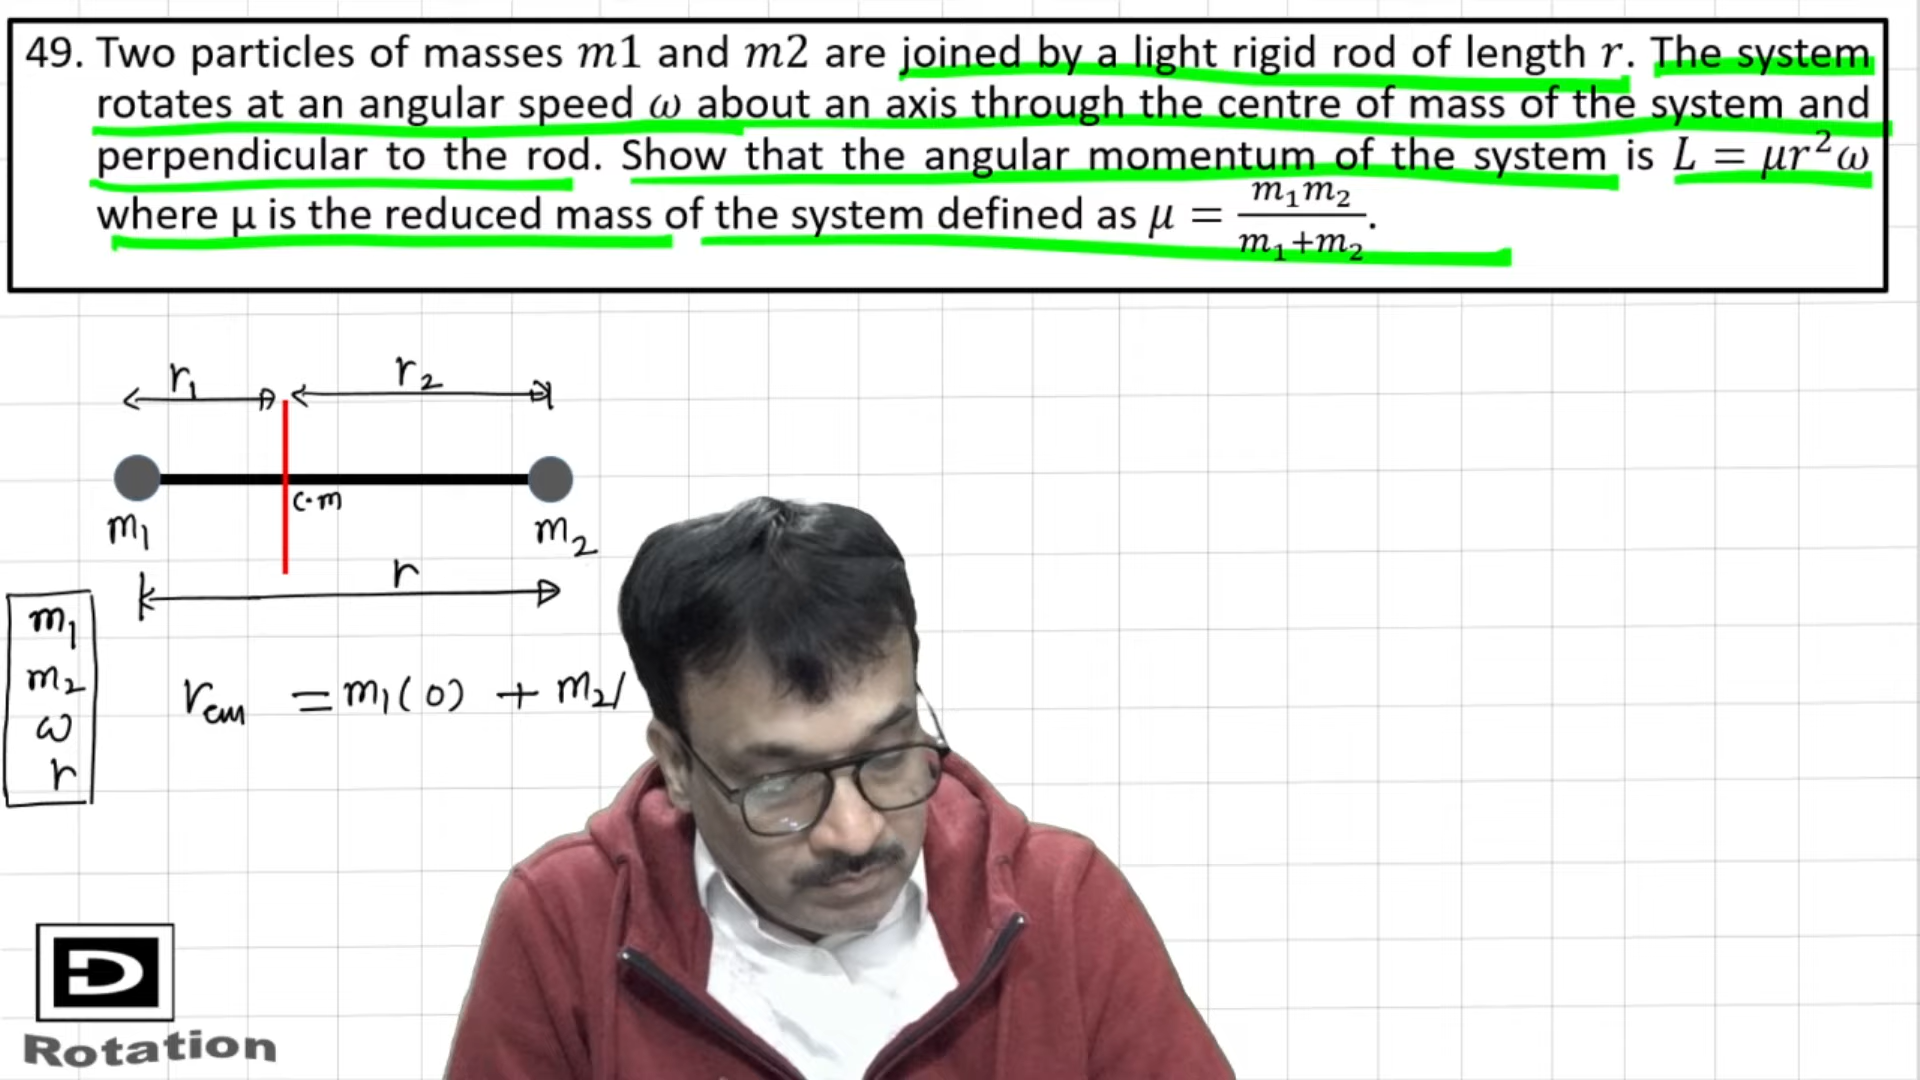 49. Two particles of masses m1 and m2 are joined by a light rigid rod of length r. The system
rotates at an angular speed ω about an axis through the centre of mass of the system and
perpendicular to the rod. Show that the angular momentum of the system is L = μr²ω
where μ is the reduced mass of the system defined as μ = m₁m₂/m₁+m₂.
r₁ r₂
c.m
m₁ m₂
r
m₁
m₂
ω
r
r_cm = m₁(0) + m₂
D
Rotation